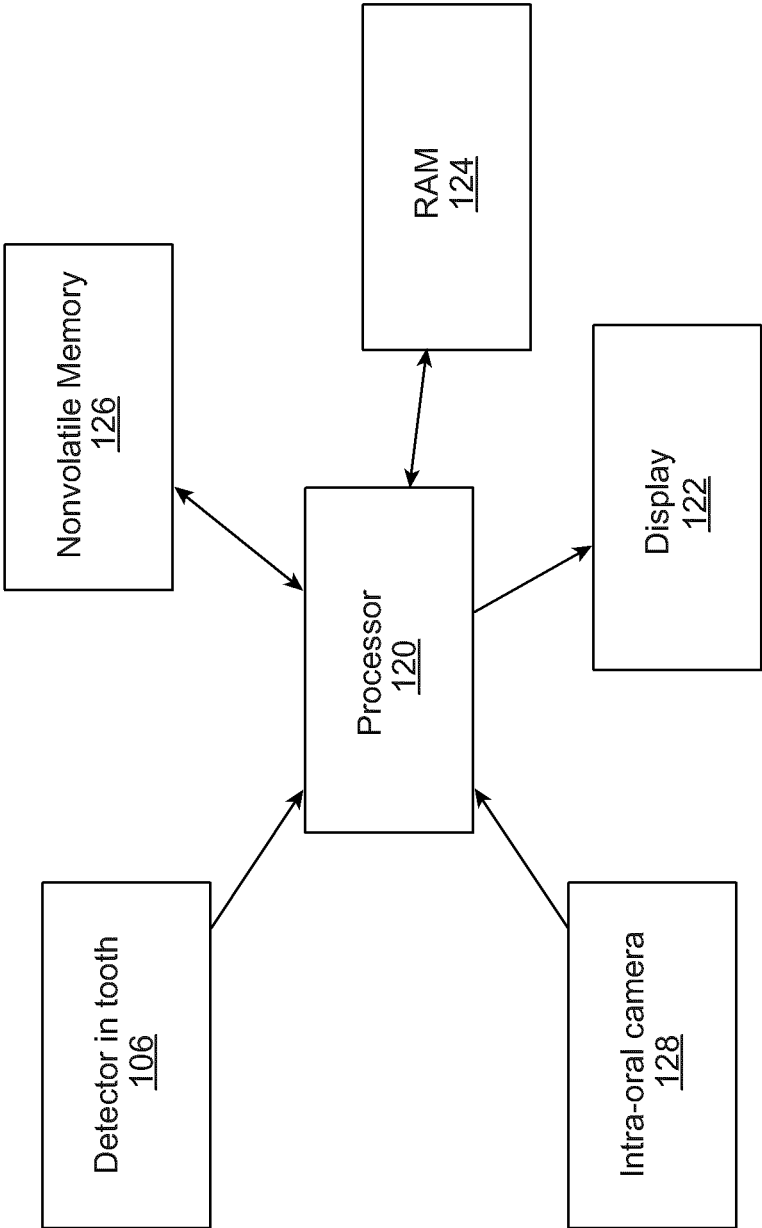 Detector in tooth
106
Nonvolatile Memory
126
Processor
120
RAM
124
Intra-oral camera
128
Display
122